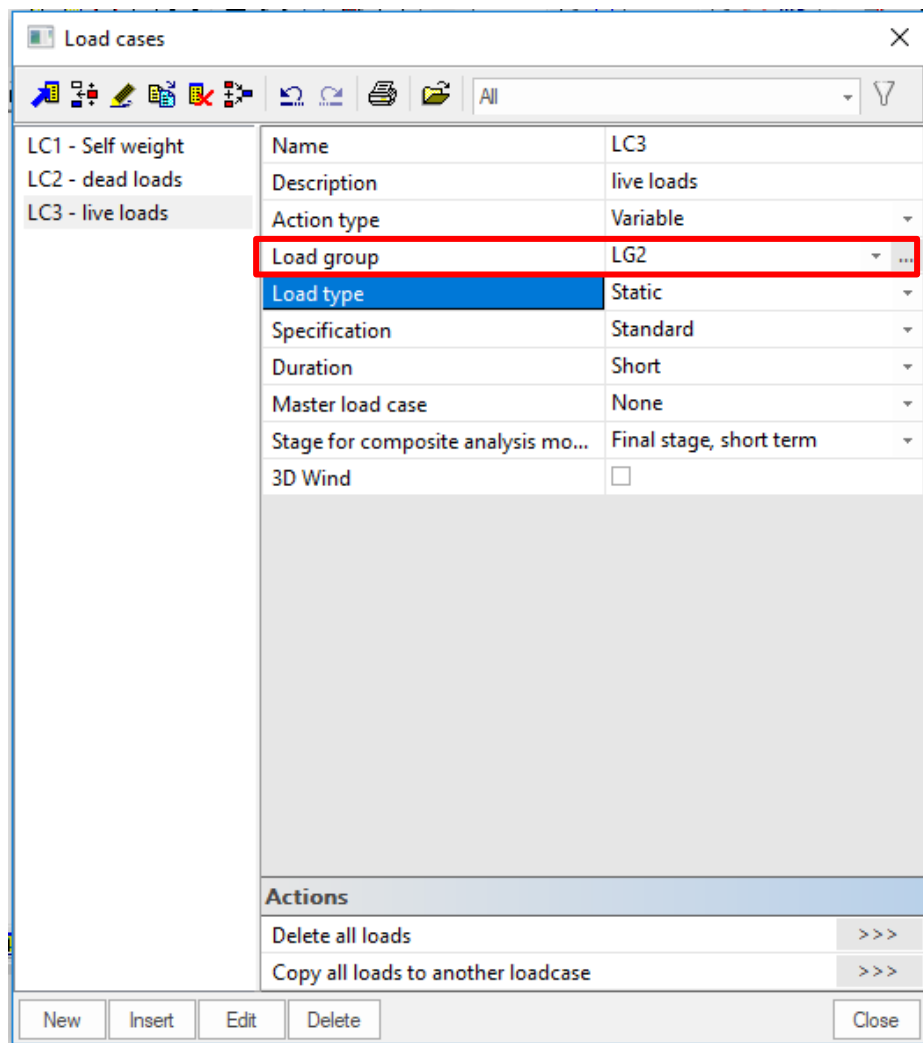 Load cases
All
LC1 - Self weight
LC2 - dead loads
LC3 - live loads
Name LC3
Description live loads
Action type Variable
Load group LG2 ...
Load type Static
Specification Standard
Duration Short
Master load case None
Stage for composite analysis mo... Final stage, short term
3D Wind
Actions
Delete all loads >>>
Copy all loads to another loadcase >>>
New Insert Edit Delete Close